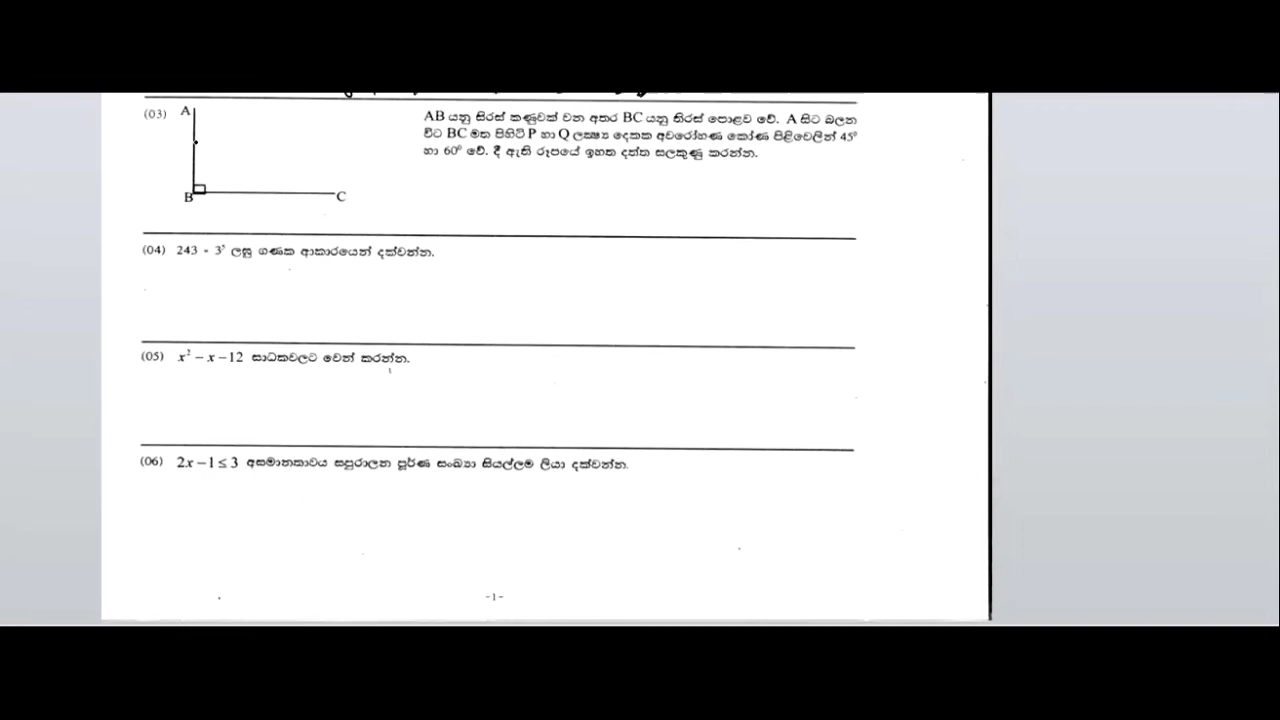 (03) A
AB යනු සිරස් කණුවක් වන අතර BC යනු තිරස් පොළව වේ. A සිට බලන
විට BC මත පිහිටි P හා Q ලක්ෂ්‍ය දෙකක අවරෝහණ කෝණ පිළිවෙලින් 45⁰
හා 60⁰ වේ. දී ඇති රූපයේ ඉහත දත්ත සලකුණු කරන්න.
B C
(04) 243 = 3⁵ ලඝු ගණක ආකාරයෙන් දක්වන්න.
(05) x² – x – 12 සාධකවලට වෙන් කරන්න.
(06) 2x – 1 ≤ 3 අසමානතාවය සපුරාලන පූර්ණ සංඛ්‍යා සියල්ලම ලියා දක්වන්න.
-1-